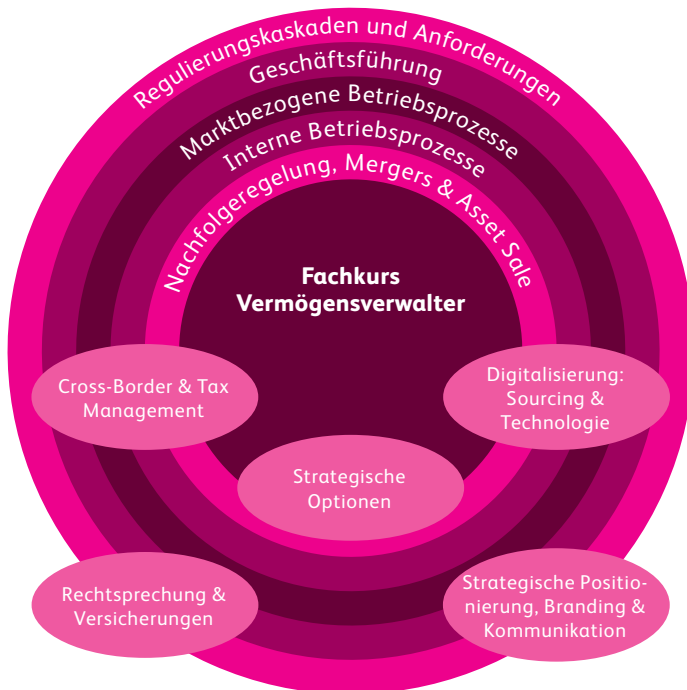 Regulierungskaskaden und Anforderungen
Geschäftsführung
Marktbezogene Betriebsprozesse
Interne Betriebsprozesse
Nachfolgeregelung, Mergers & Asset Sale
Fachkurs
Vermögensverwalter
Cross-Border & Tax
Management
Digitalisierung:
Sourcing &
Technologie
Strategische
Optionen
Rechtsprechung &
Versicherungen
Strategische Positio-
nierung, Branding &
Kommunikation